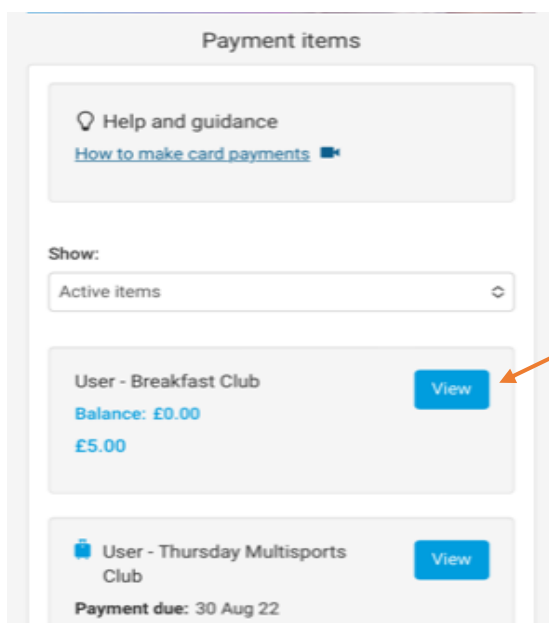 Payment items
Help and guidance
How to make card payments
Show:
Active items
User - Breakfast Club
View
Balance: £0.00
£5.00
User - Thursday Multisports
Club
View
Payment due: 30 Aug 22